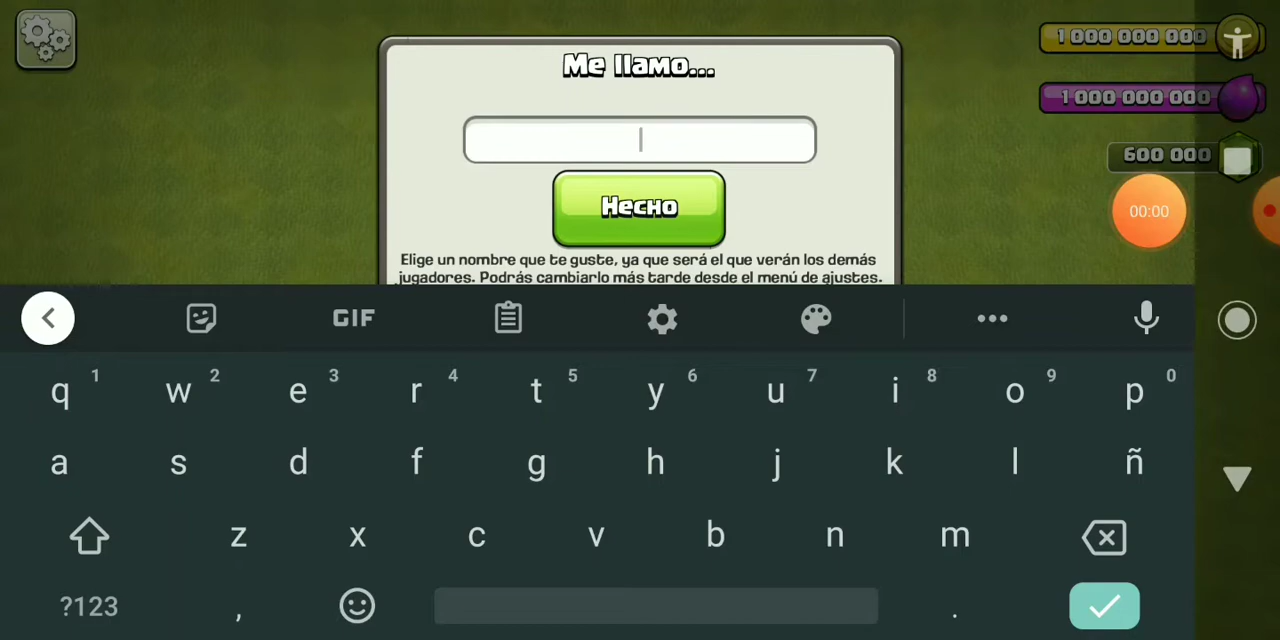 Me llamo...
1 000 000 000
1 000 000 000
600 000
00:00
Hecho
Elige un nombre que te guste, ya que será el que verán los demás
jugadores. Podrás cambiarlo más tarde desde el menú de ajustes.
GIF
q 1 w 2 e 3 r 4 t 5 y 6 u 7 i 8 o 9 p 0
a s d f g h j k l ñ
z x c v b n m
?123 , .